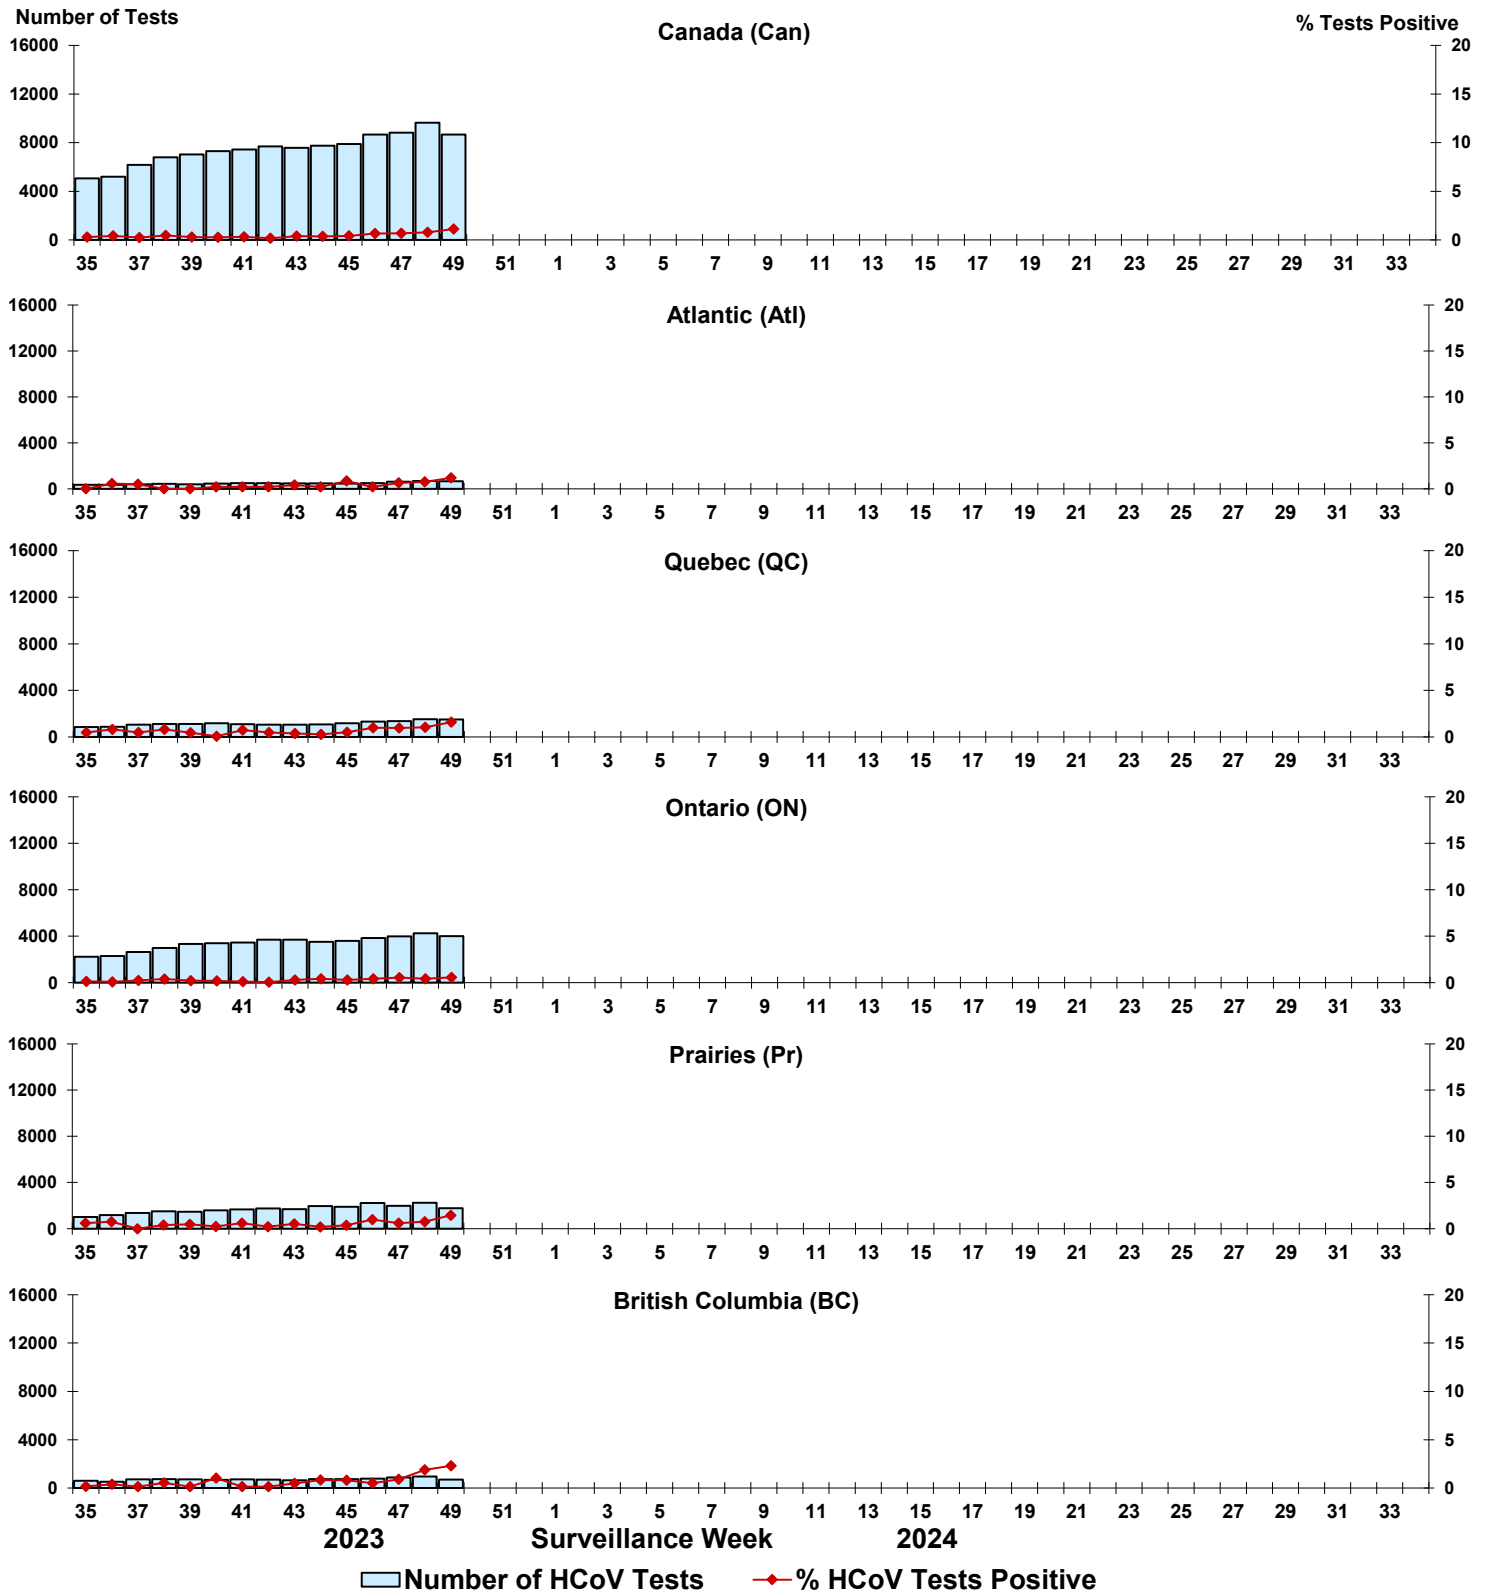 Number of Tests
Canada (Can)
% Tests Positive
16000 20
12000 15
8000 10
4000 5
0 0
35 37 39 41 43 45 47 49 51 1 3 5 7 9 11 13 15 17 19 21 23 25 27 29 31 33
Atlantic (Atl)
16000 20
12000 15
8000 10
4000 5
0 0
35 37 39 41 43 45 47 49 51 1 3 5 7 9 11 13 15 17 19 21 23 25 27 29 31 33
Quebec (QC)
16000 20
12000 15
8000 10
4000 5
0 0
35 37 39 41 43 45 47 49 51 1 3 5 7 9 11 13 15 17 19 21 23 25 27 29 31 33
Ontario (ON)
16000 20
12000 15
8000 10
4000 5
0 0
35 37 39 41 43 45 47 49 51 1 3 5 7 9 11 13 15 17 19 21 23 25 27 29 31 33
Prairies (Pr)
16000 20
12000 15
8000 10
4000 5
0 0
35 37 39 41 43 45 47 49 51 1 3 5 7 9 11 13 15 17 19 21 23 25 27 29 31 33
British Columbia (BC)
16000 20
12000 15
8000 10
4000 5
0 0
35 37 39 41 43 45 47 49 51 1 3 5 7 9 11 13 15 17 19 21 23 25 27 29 31 33
2023 Surveillance Week 2024
Number of HCoV Tests % HCoV Tests Positive